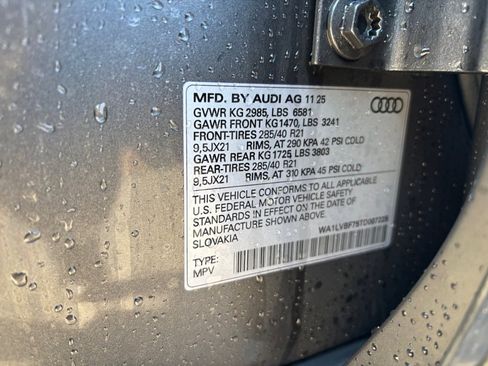 MFD. BY AUDI AG 11 25
GVWR KG 2985, LBS 6581
GAWR FRONT KG 1470, LBS 3241
FRONT-TIRES 285/40 R21
9,5JX21 RIMS, AT 290 KPA 42 PSI COLD
GAWR REAR KG 1725, LBS 3803
REAR-TIRES 285/40 R21
9,5JX21 RIMS, AT 310 KPA 45 PSI COLD
THIS VEHICLE CONFORMS TO ALL APPLICABLE
U.S. FEDERAL MOTOR VEHICLE SAFETY
STANDARDS IN EFFECT ON THE DATE OF
MANUFACTURE SHOWN ABOVE.
SLOVAKIA
TYPE:
MPV